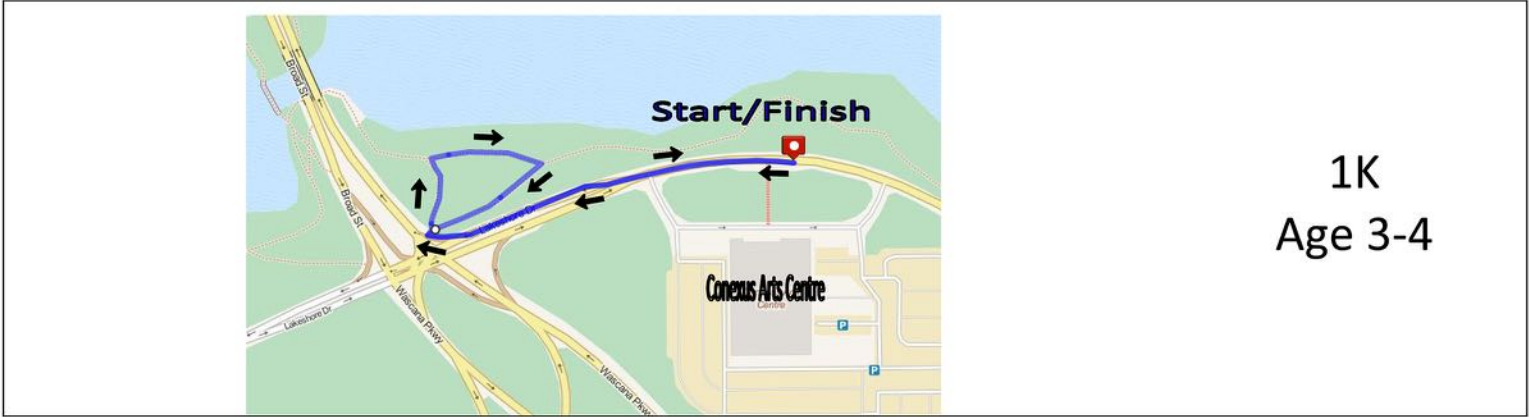 Broad St
Start/Finish
Broad St
Lakeshore Dr
1K
Age 3-4
Conexus Arts Centre
Centre
Wascana Pkwy
Lakeshore Dr
P
P
Wascana Pkwy